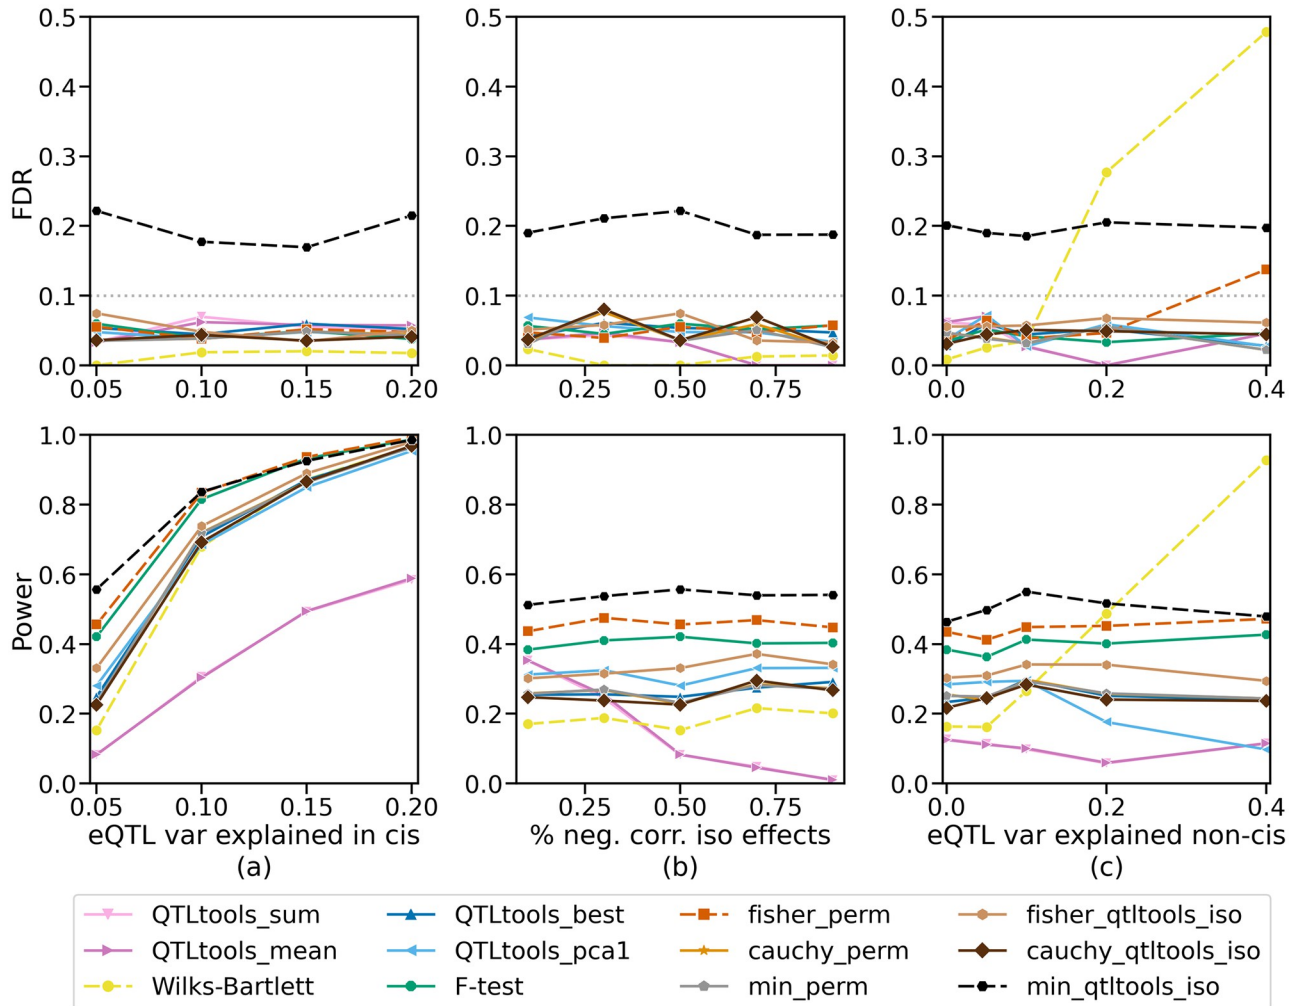 0.5
0.4
0.3
0.2
0.1
0.0
FDR
0.05 0.10 0.15 0.20
0.5
0.4
0.3
0.2
0.1
0.0
0.25 0.50 0.75
0.5
0.4
0.3
0.2
0.1
0.0
0.0 0.2 0.4
1.0
0.8
0.6
0.4
0.2
0.0
Power
0.05 0.10 0.15 0.20
eQTL var explained in cis
(a)
1.0
0.8
0.6
0.4
0.2
0.0
0.25 0.50 0.75
% neg. corr. iso effects
(b)
1.0
0.8
0.6
0.4
0.2
0.0
0.0 0.2 0.4
eQTL var explained non-cis
(c)
QTLtools_sum QTLtools_best fisher_perm fisher_qtltools_iso
QTLtools_mean QTLtools_pca1 cauchy_perm cauchy_qtltools_iso
Wilks-Bartlett F-test min_perm min_qtltools_iso